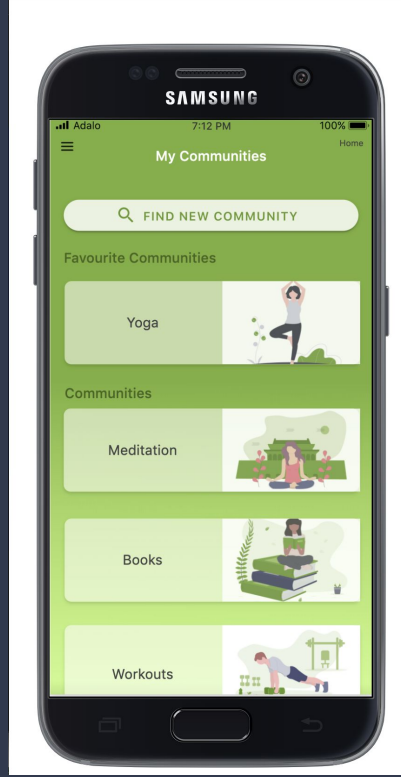 SAMSUNG
Adalo 7:12 PM 100%
Home
My Communities
FIND NEW COMMUNITY
Favourite Communities
Yoga
Communities
Meditation
Books
Workouts